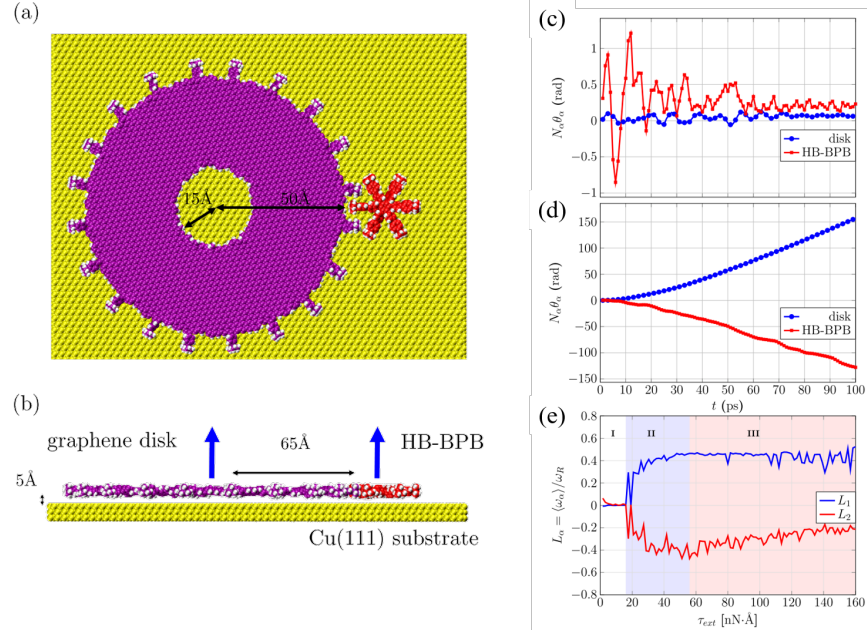 (a)
15Å
50Å
(b)
graphene disk
65Å
HB-BPB
5Å
Cu(111) substrate
(c)
1
0.5
0
−0.5
−1
N_αθ_α (rad)
disk
HB-BPB
(d)
150
100
50
0
−50
−100
−150
N_αθ_α (rad)
disk
HB-BPB
0 10 20 30 40 50 60 70 80 90 100
t (ps)
(e)
0.8
0.6
0.4
0.2
0
−0.2
−0.4
−0.6
−0.8
L_α = ⟨ω_α⟩/ω_R
I II III
L_1
L_2
0 20 40 60 80 100 120 140 160
τ_ext [nN·Å]